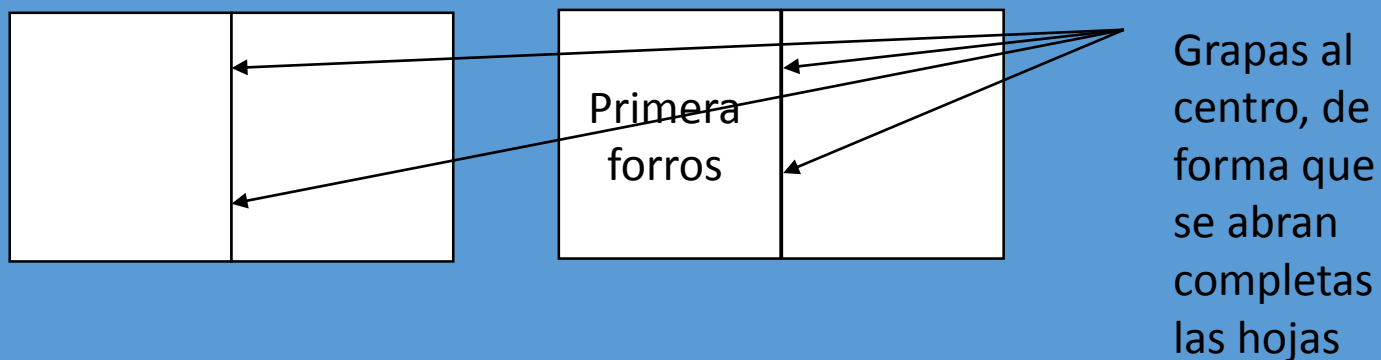 Primera
forros
Grapas al
centro, de
forma que
se abran
completas
las hojas